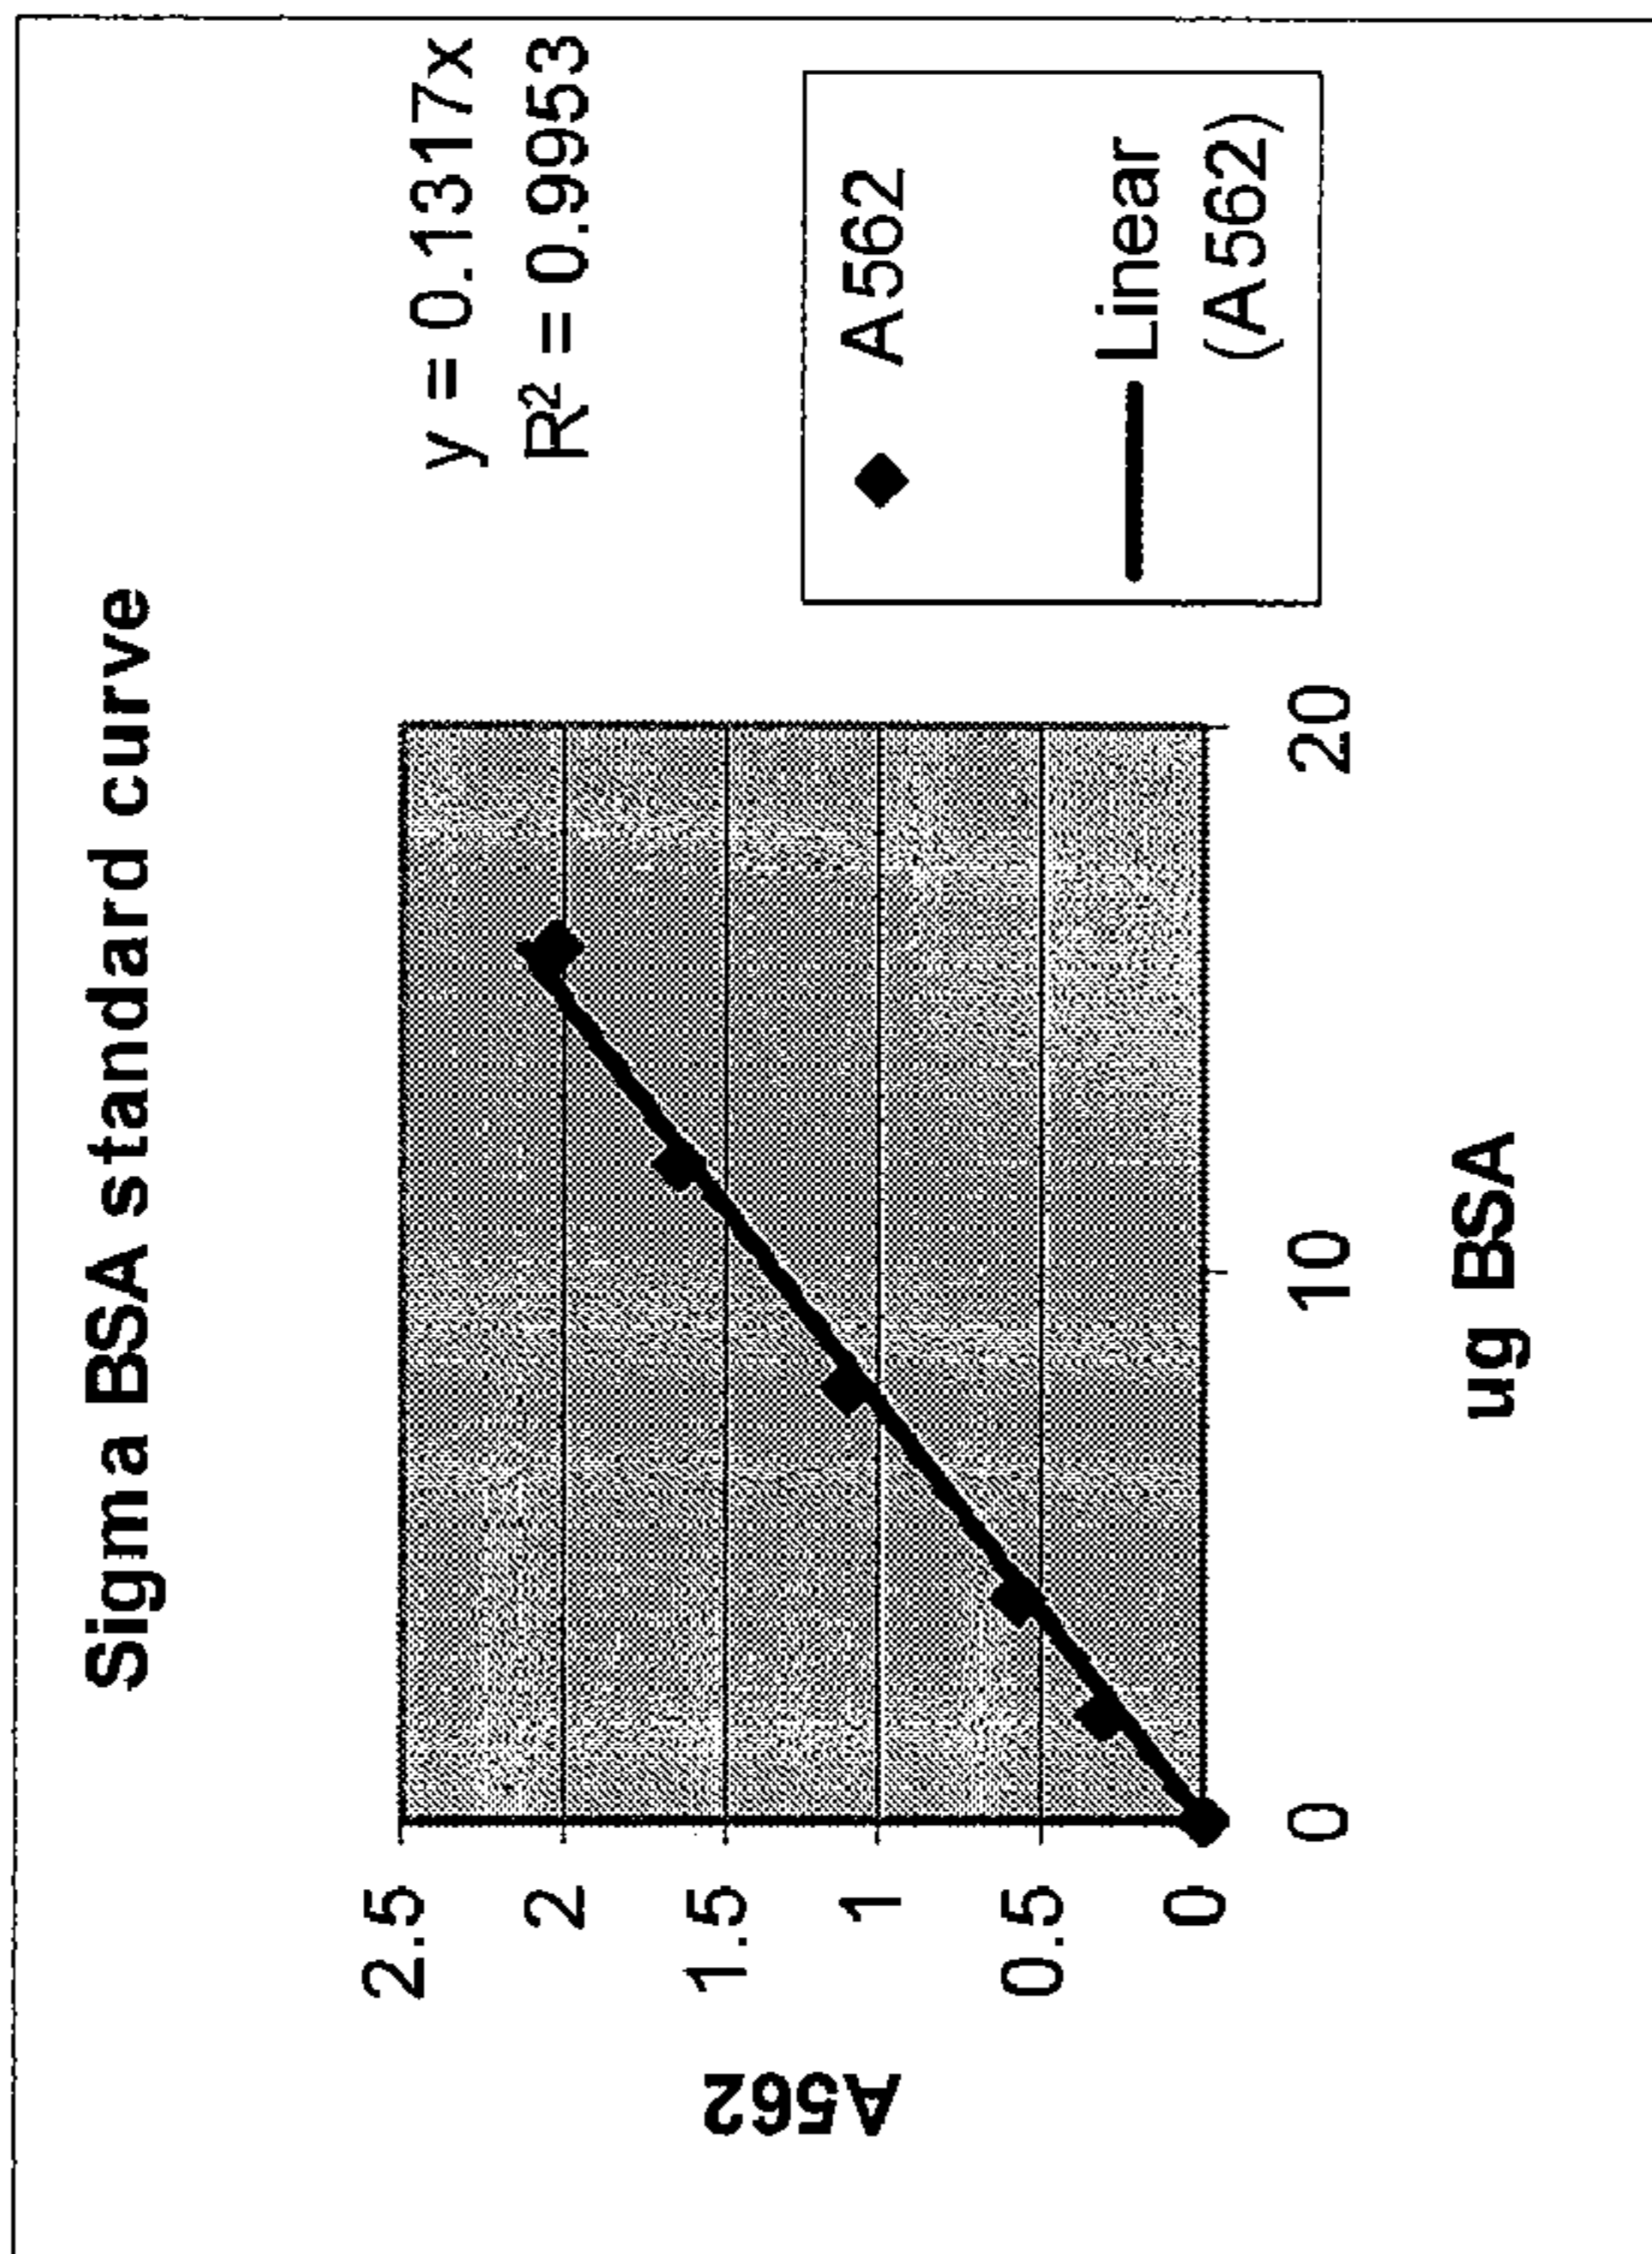 Sigma BSA standard curve
y = 0.1317x
R² = 0.9953
A562
2.5
2
1.5
1
0.5
0
0
10
20
ug BSA
A562
Linear
(A562)